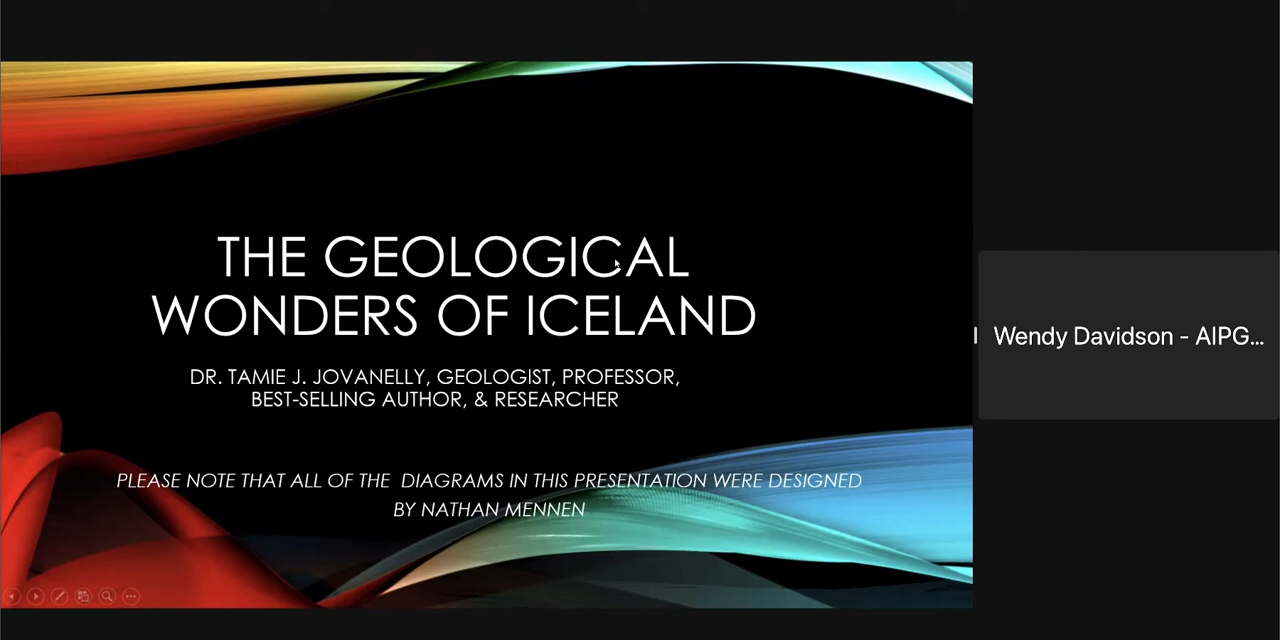 THE GEOLOGICAL
WONDERS OF ICELAND
DR. TAMIE J. JOVANELLY, GEOLOGIST, PROFESSOR,
BEST-SELLING AUTHOR, & RESEARCHER
PLEASE NOTE THAT ALL OF THE DIAGRAMS IN THIS PRESENTATION WERE DESIGNED
BY NATHAN MENNEN
Wendy Davidson - AIPG...